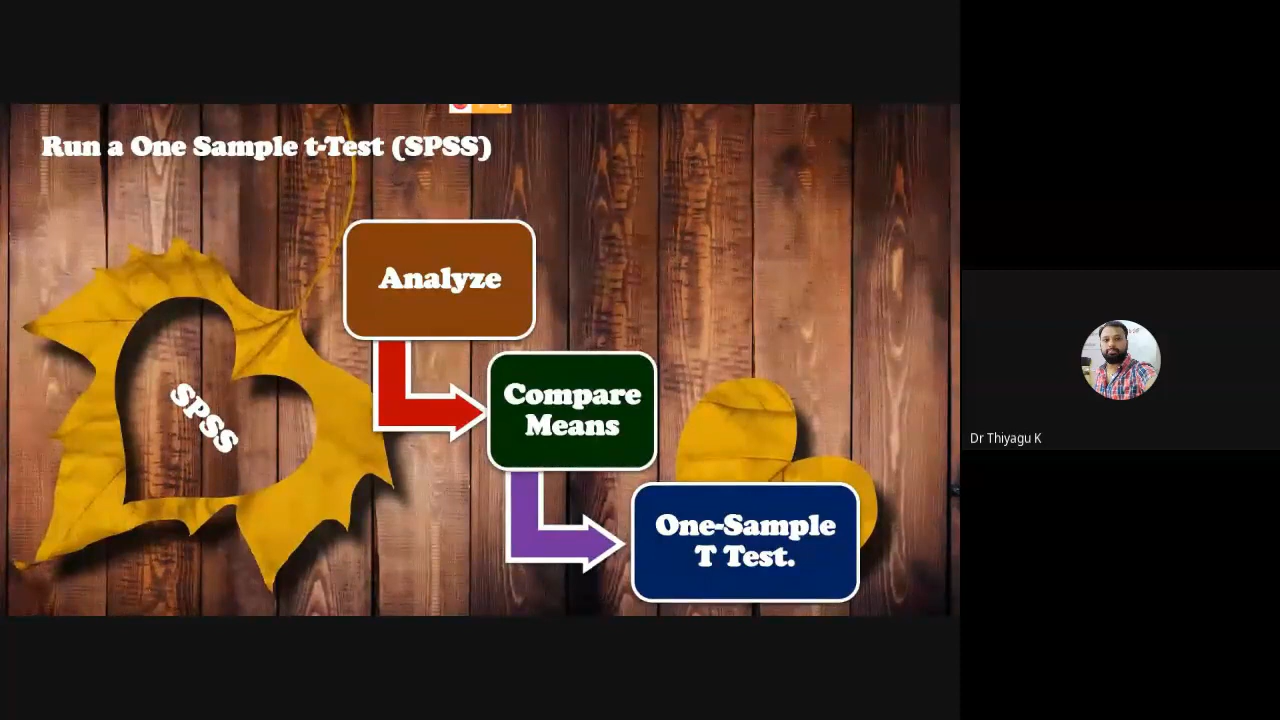 Run a One Sample t-Test (SPSS)
Analyze
SPSS
Compare
Means
One-Sample
T Test.
Dr Thiyagu K